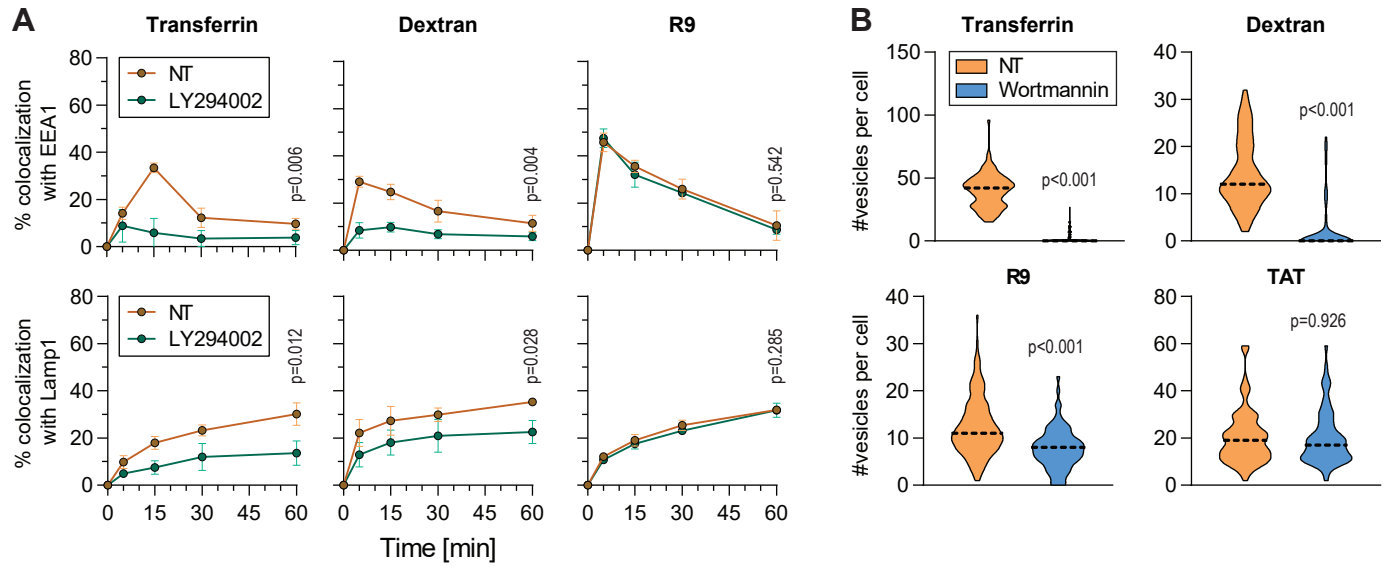 A
Transferrin
Dextran
R9
% colocalization
with EEA1
80
60
40
20
0
NT
LY294002
p=0.006
p=0.004
p=0.542
% colocalization
with Lamp1
80
60
40
20
0
NT
LY294002
p=0.012
p=0.028
p=0.285
0 15 30 45 60
0 15 30 45 60
0 15 30 45 60
Time [min]
B
Transferrin
Dextran
#vesicles per cell
150
100
50
0
NT
Wortmannin
p<0.001
40
30
20
10
0
p<0.001
R9
TAT
#vesicles per cell
40
30
20
10
0
p<0.001
80
60
40
20
0
p=0.926